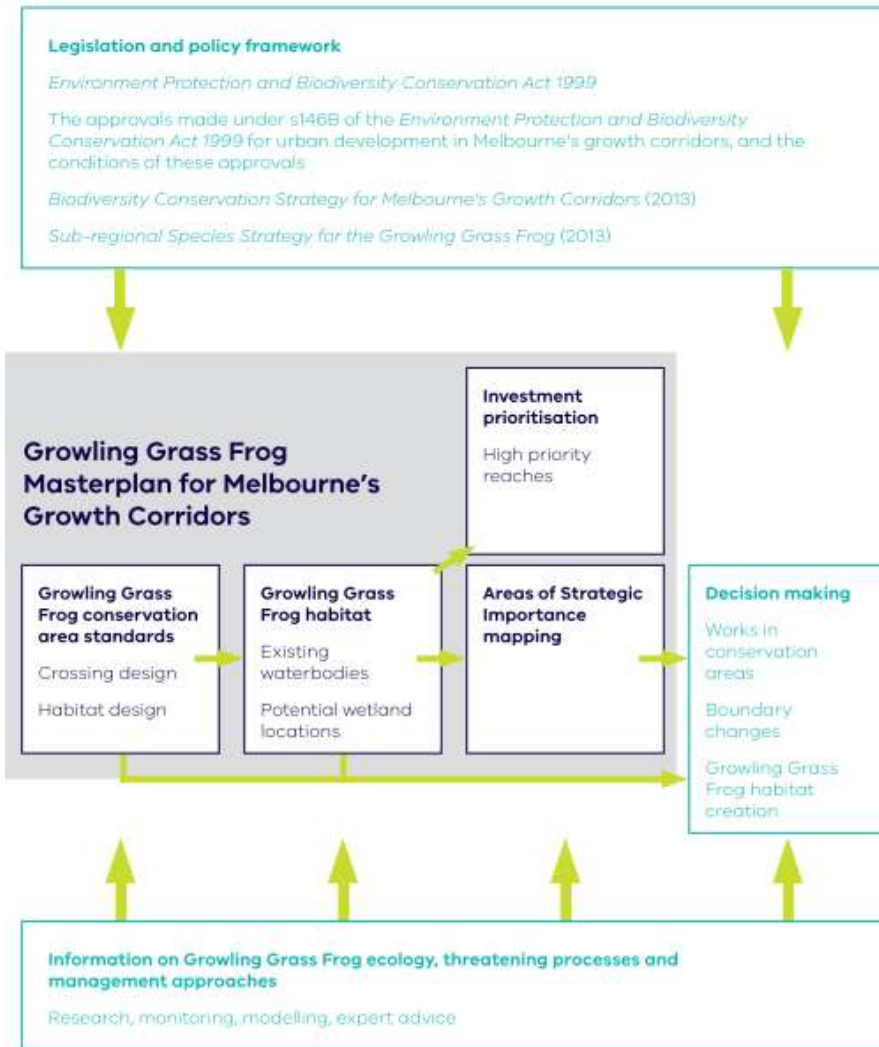 Legislation and policy framework
Environment Protection and Biodiversity Conservation Act 1999
The approvals made under s146B of the Environment Protection and Biodiversity
Conservation Act 1999 for urban development in Melbourne's growth corridors, and the
conditions of these approvals
Biodiversity Conservation Strategy for Melbourne's Growth Corridors (2013)
Sub-regional Species Strategy for the Growling Grass Frog (2013)
Growling Grass Frog
Masterplan for Melbourne's
Growth Corridors
Investment
prioritisation
High priority
reaches
Growling Grass
Frog conservation
area standards
Crossing design
Habitat design
Growling Grass
Frog habitat
Existing
waterbodies
Potential wetland
locations
Areas of Strategic
Importance
mapping
Decision making
Works in
conservation
areas
Boundary
changes
Growling Grass
Frog habitat
creation
Information on Growling Grass Frog ecology, threatening processes and
management approaches
Research, monitoring, modelling, expert advice